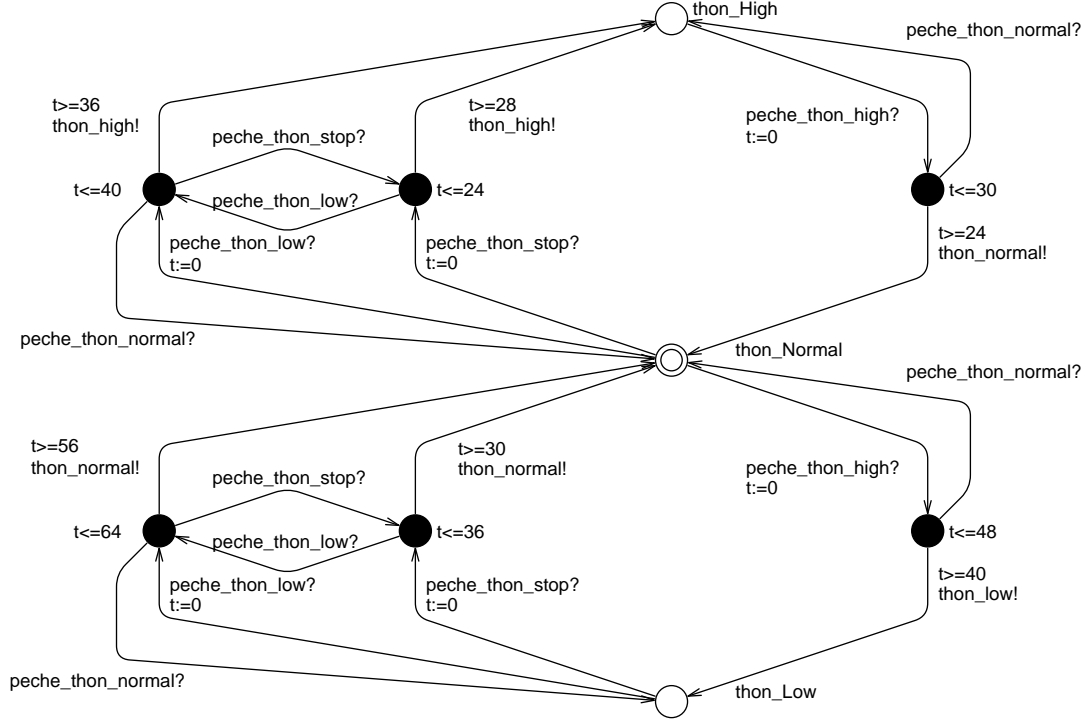 thon_High
peche_thon_normal?
t>=36
thon_high!
t>=28
thon_high!
peche_thon_high?
t:=0
peche_thon_stop?
t<=40
peche_thon_low?
t<=24
t<=30
peche_thon_low?
t:=0
peche_thon_stop?
t:=0
t>=24
thon_normal!
peche_thon_normal?
thon_Normal
peche_thon_normal?
t>=56
thon_normal!
t>=30
thon_normal!
peche_thon_high?
t:=0
peche_thon_stop?
t<=64
peche_thon_low?
t<=36
t<=48
peche_thon_low?
t:=0
peche_thon_stop?
t:=0
t>=40
thon_low!
peche_thon_normal?
thon_Low